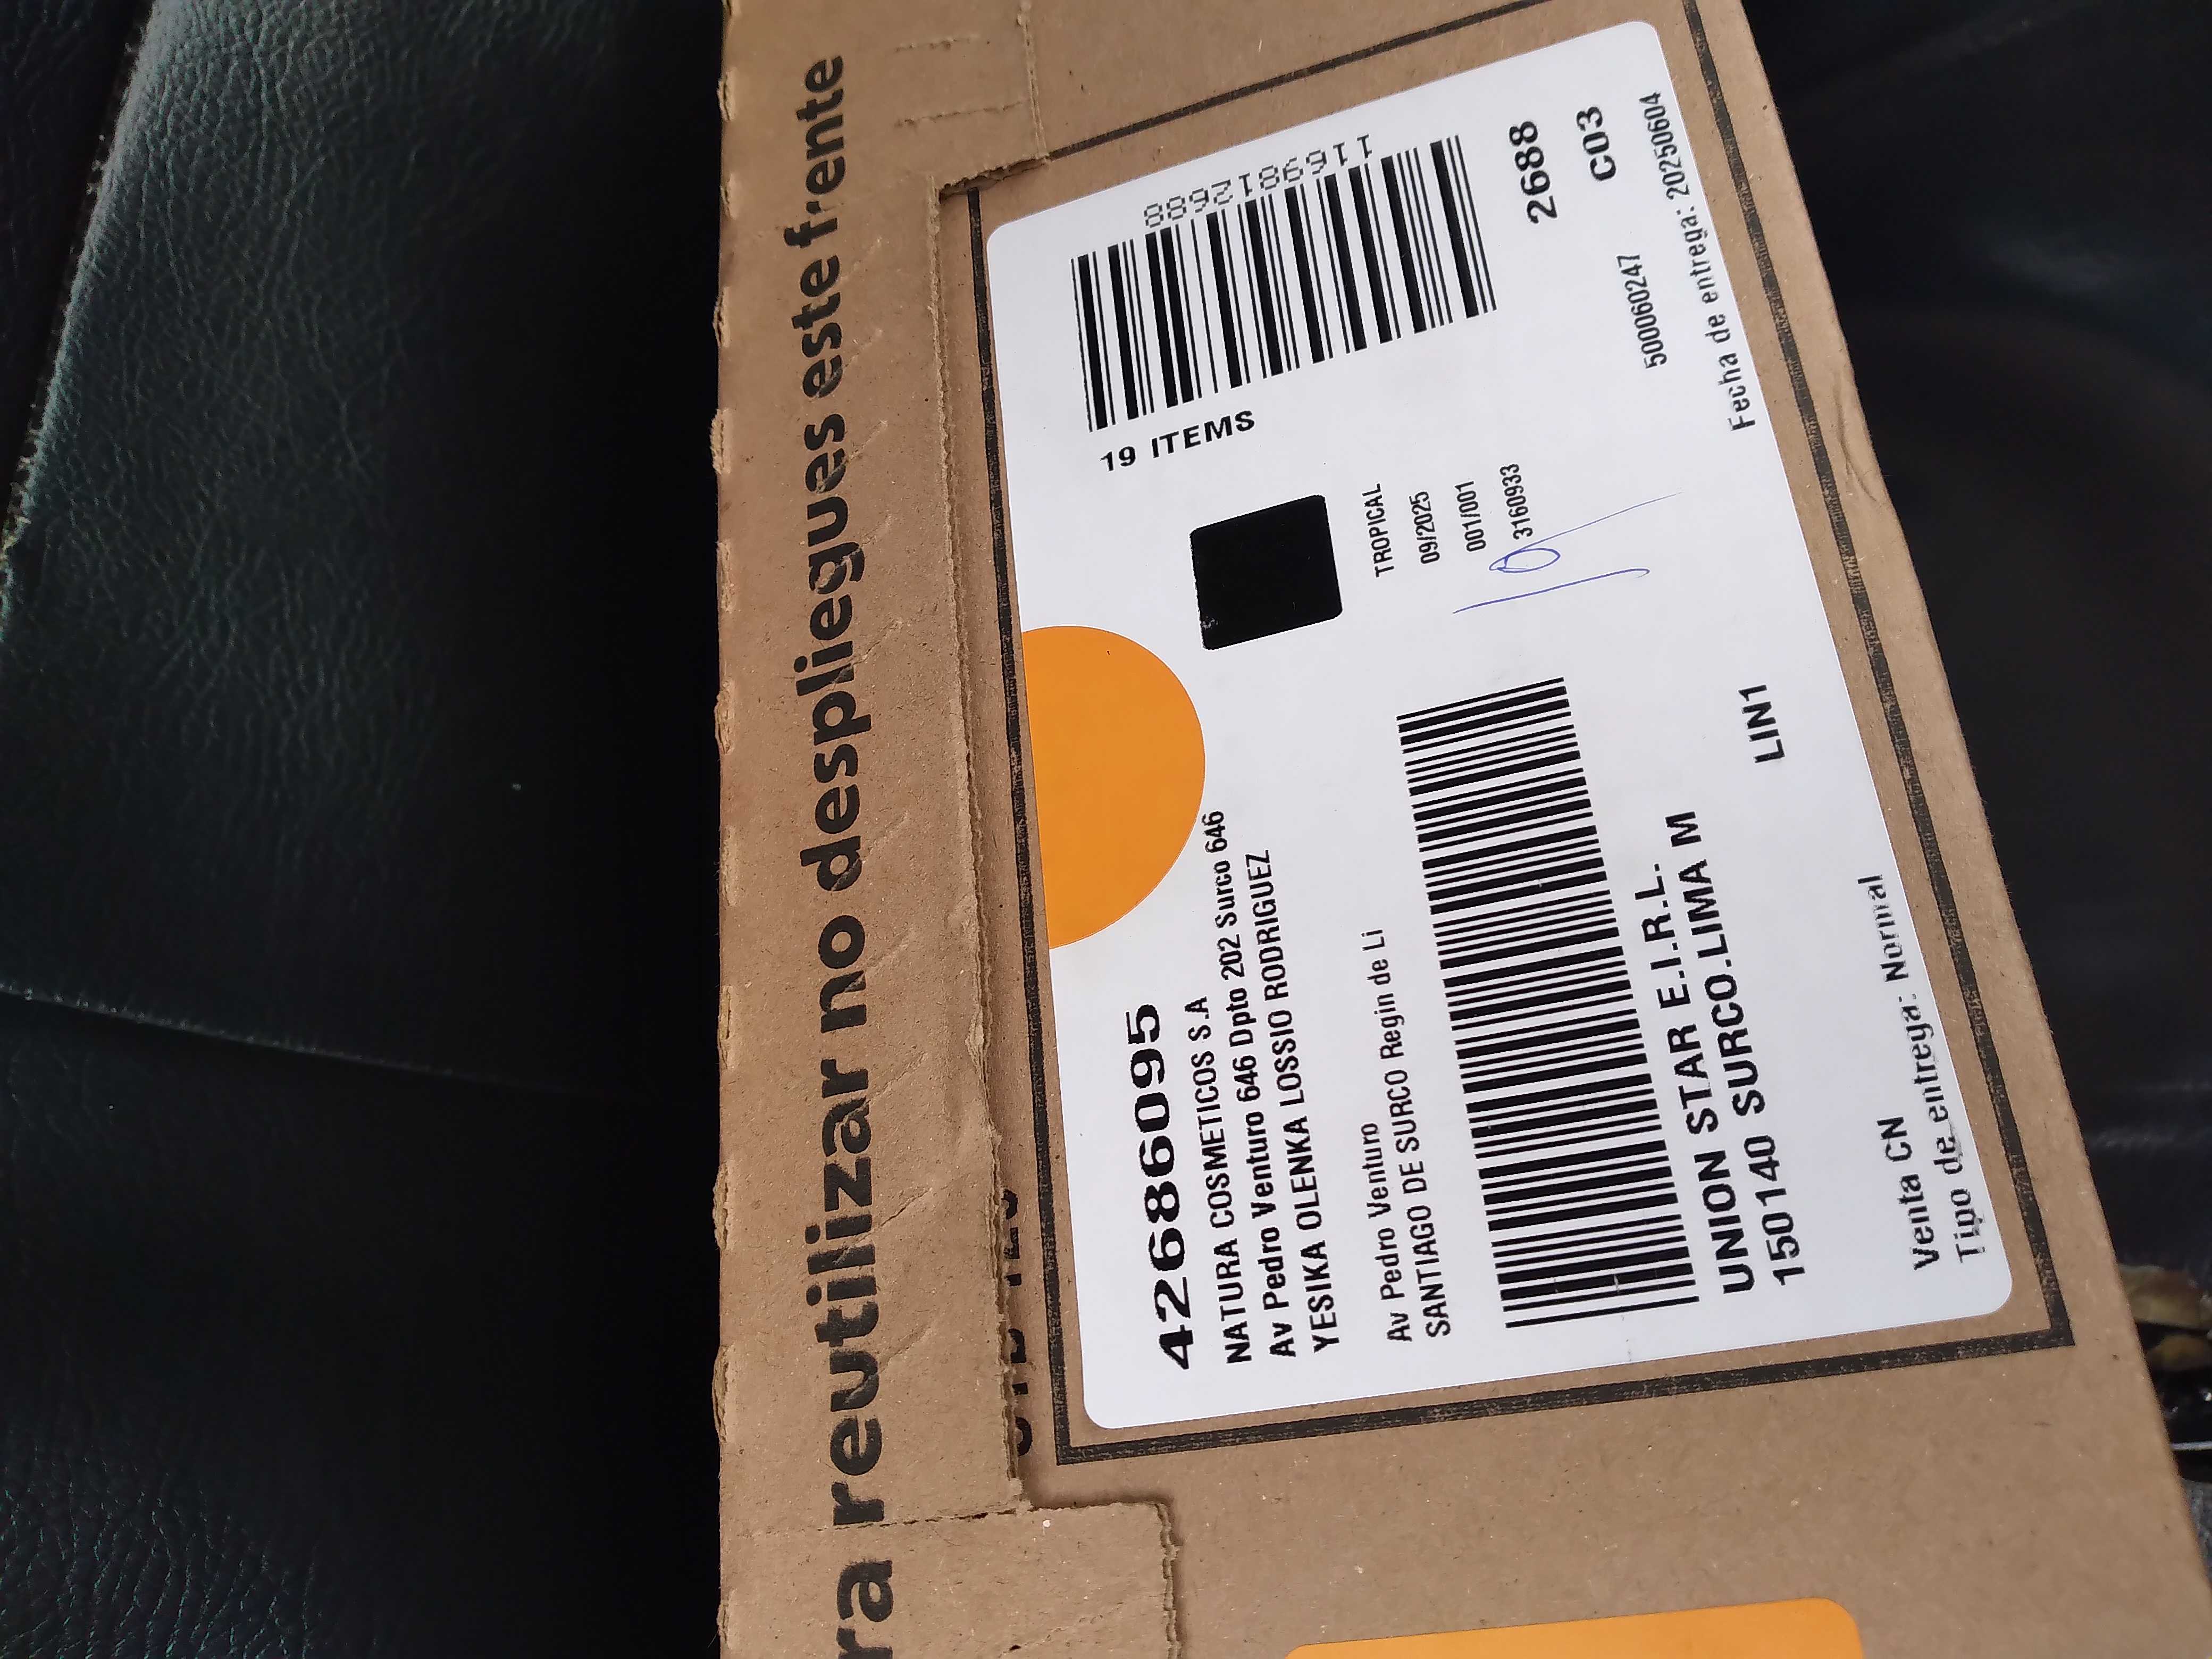 ra reutilizar no despliegues este frente
42686095
NATURA COSMETICOS S.A
Av Pedro Venturo 646 Dpto 202 Surco 646
YESIKA OLENKA LOSSIO RODRIGUEZ
Av Pedro Venturo
SANTIAGO DE SURCO Regin de Li
UNION STAR E.I.R.L.
150140 SURCO.LIMA M
LIN1
Venta CN
Tipo de entrega: Normal
19 ITEMS
TROPICAL
09/2025
001/001
3160933
1169812688
2688
C03
500060247
Fecha de entrega: 20250604